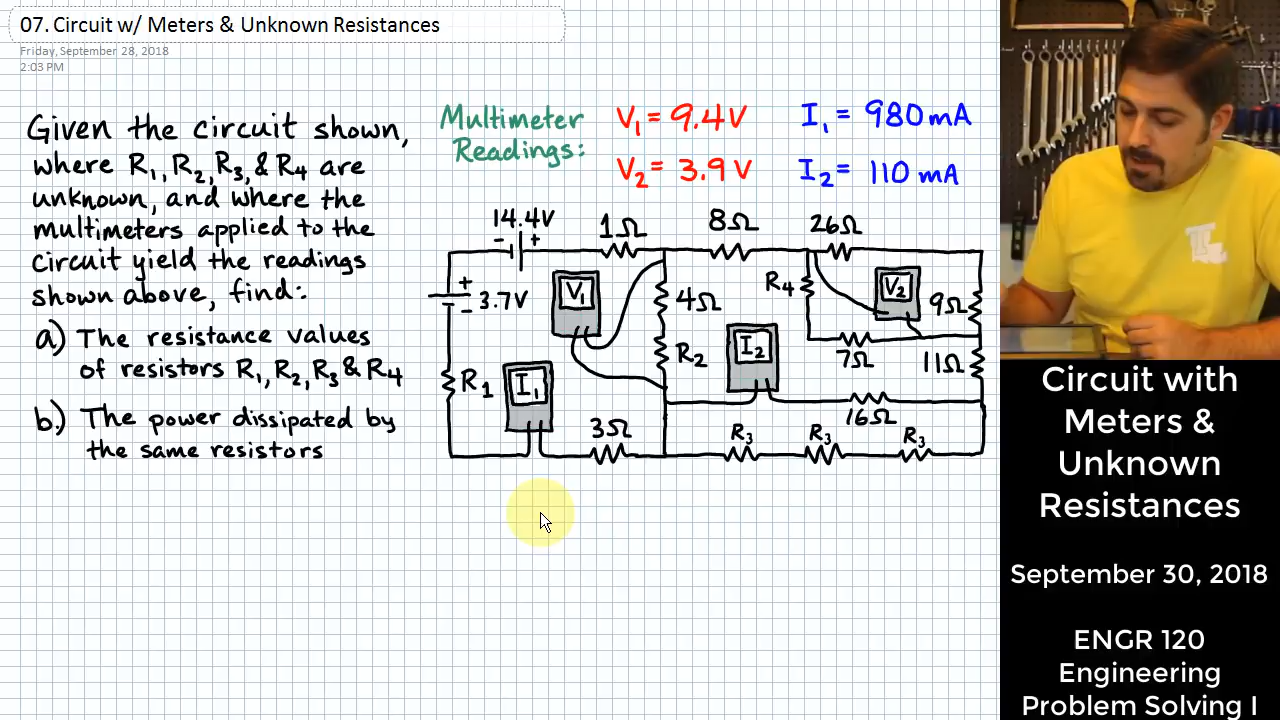 07. Circuit w/ Meters & Unknown Resistances
Friday, September 28, 2018
2:03 PM
Given the circuit shown,
where R₁, R₂, R₃, & R₄ are
unknown, and where the
multimeters applied to the
circuit yield the readings
shown above, find:
a.) The resistance values
of resistors R₁, R₂, R₃ & R₄
b.) The power dissipated by
the same resistors
Multimeter
Readings:
V₁ = 9.4V
I₁ = 980 mA
V₂ = 3.9 V
I₂ = 110 mA
14.4V
- +
1Ω
8Ω
26Ω
+
-
3.7V
V₁
4Ω
R₄
V₂
9Ω
R₂
I₂
7Ω
11Ω
R₁
I₁
16Ω
3Ω
R₃
R₃
R₃
Circuit with
Meters &
Unknown
Resistances
September 30, 2018
ENGR 120
Engineering
Problem Solving I